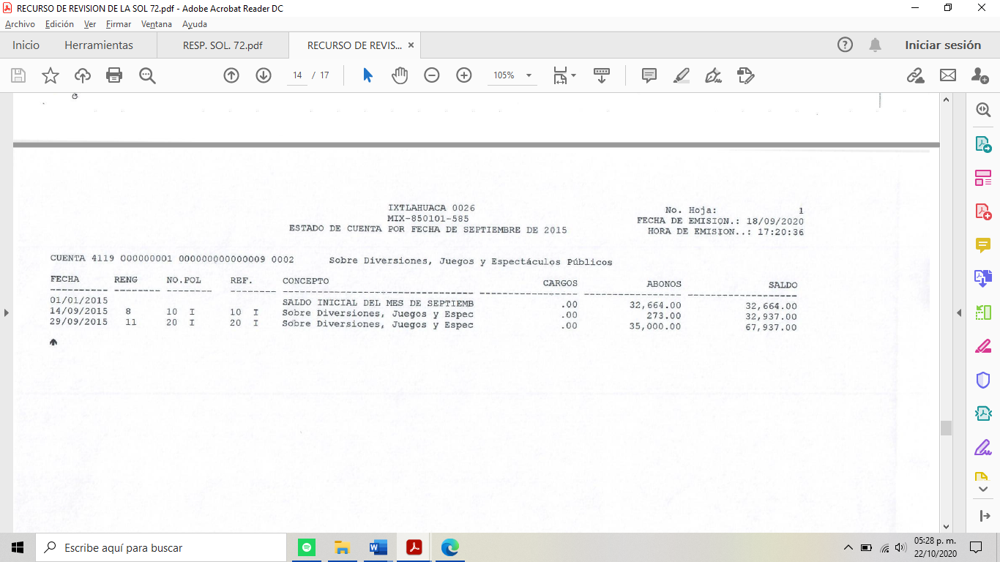 RECURSO DE REVISION DE LA SOL 72.pdf - Adobe Acrobat Reader DC
Archivo Edición Ver Firmar Ventana Ayuda
Inicio Herramientas RESP. SOL. 72.pdf RECURSO DE REVIS... × Iniciar sesión
14 / 17 105%
IXTLAHUACA 0026 No. Hoja: 1
MIX-850101-585 FECHA DE EMISION.: 18/09/2020
ESTADO DE CUENTA POR FECHA DE SEPTIEMBRE DE 2015 HORA DE EMISION..: 17:20:36
CUENTA 4119 000000001 000000000000009 0002 Sobre Diversiones, Juegos y Espectáculos Públicos
FECHA RENG NO.POL REF. CONCEPTO CARGOS ABONOS SALDO
01/01/2015 SALDO INICIAL DEL MES DE SEPTIEMB .00 32,664.00 32,664.00
14/09/2015 8 10 I 10 I Sobre Diversiones, Juegos y Espec .00 273.00 32,937.00
29/09/2015 11 20 I 20 I Sobre Diversiones, Juegos y Espec .00 35,000.00 67,937.00
Escribe aquí para buscar
05:28 p. m.
22/10/2020